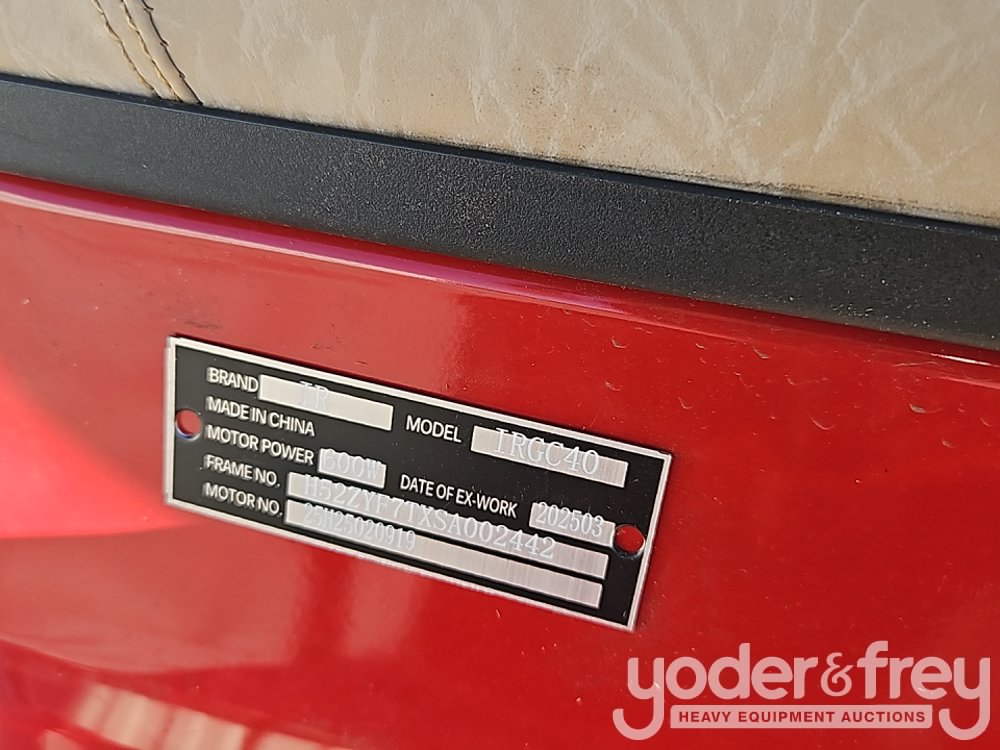 BRAND IR
MADE IN CHINA
MODEL IRGC40
MOTOR POWER 600W
DATE OF EX-WORK 202503
FRAME NO. H52ZYF7TXSA002442
MOTOR NO. 25H25020919
yoder&frey
HEAVY EQUIPMENT AUCTIONS